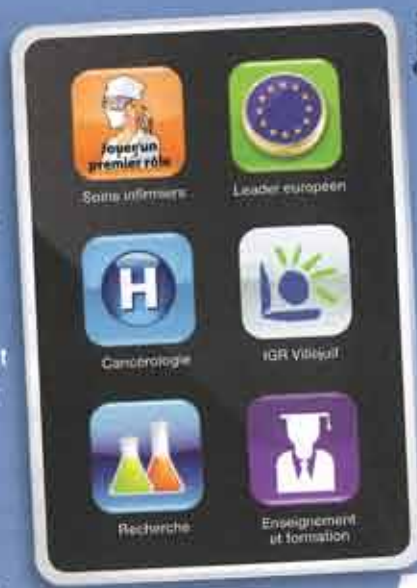 Jouer un
premier rôle
Soins infirmiers
Leader européen
H
Cancérologie
IGR Villejuif
Recherche
Enseignement
et formation
t